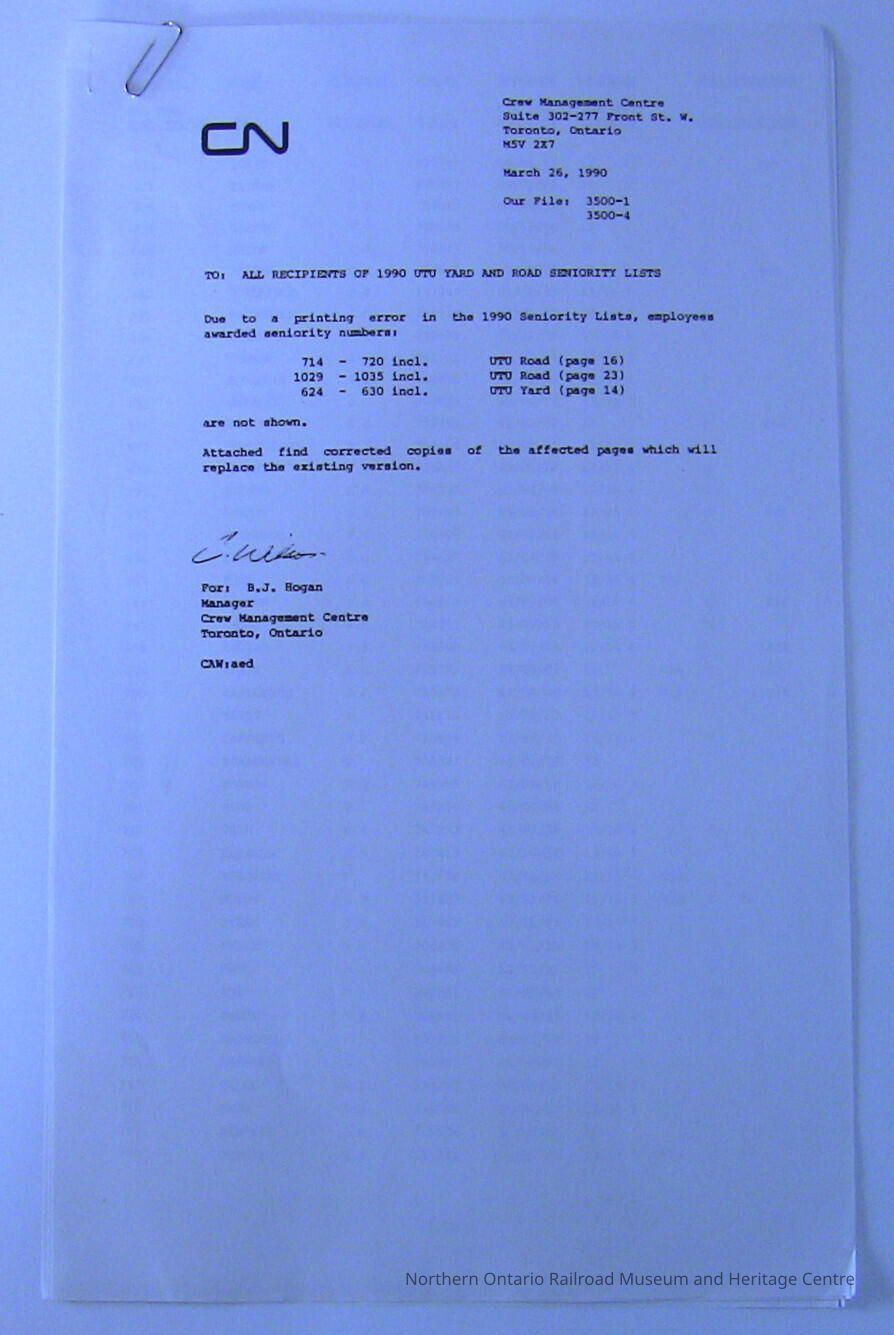 CN
Crew Management Centre
Suite 302-277 Front St. W.
Toronto, Ontario
M5V 2X7
March 26, 1990
Our File: 3500-1
3500-4
TO: ALL RECIPIENTS OF 1990 UTU YARD AND ROAD SENIORITY LISTS
Due to a printing error in the 1990 Seniority Lists, employees
awarded seniority numbers:
714 - 720 incl. UTU Road (page 16)
1029 - 1035 incl. UTU Road (page 23)
624 - 630 incl. UTU Yard (page 14)
are not shown.
Attached find corrected copies of the affected pages which will
replace the existing version.
For: B.J. Hogan
Manager
Crew Management Centre
Toronto, Ontario
CAW:aed
Northern Ontario Railroad Museum and Heritage Centre